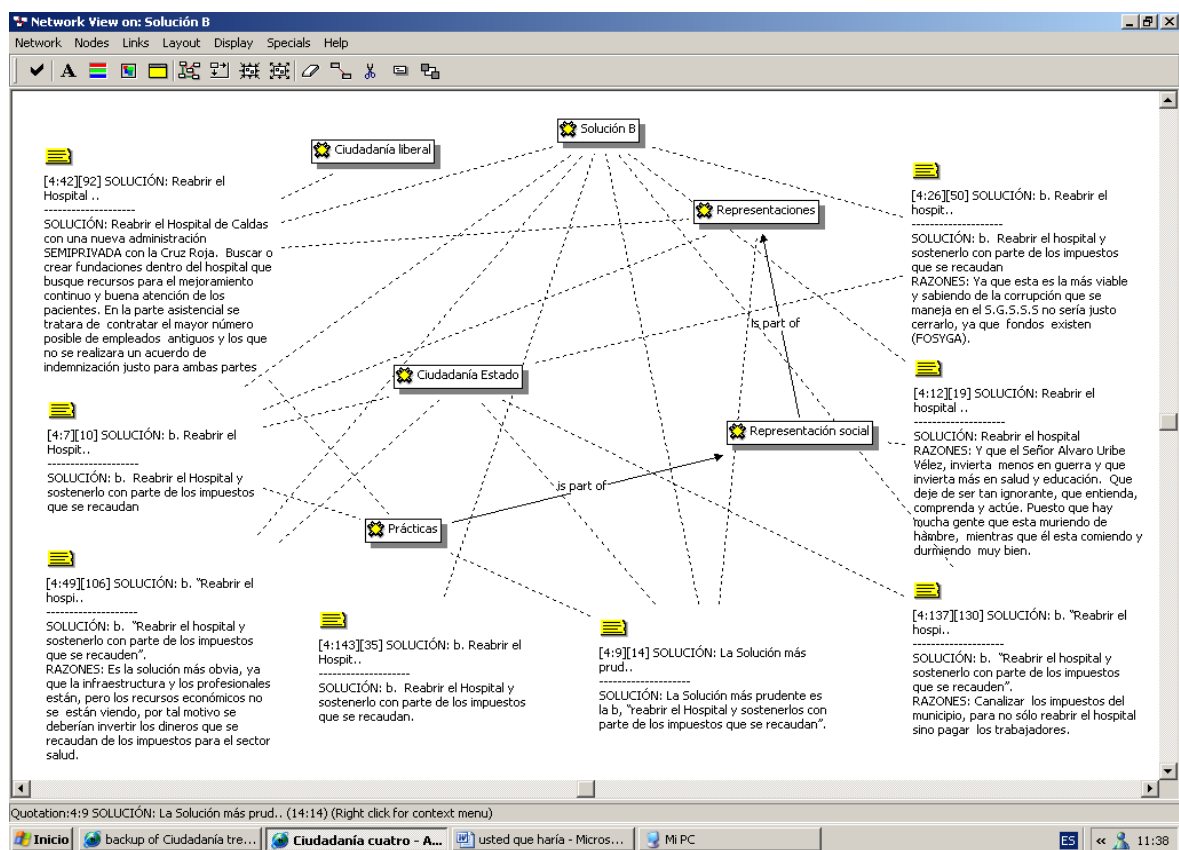 Network View on: Solución B
Network Nodes Links Layout Display Specials Help
Solución B
Ciudadanía liberal
Representaciones
Ciudadanía Estado
Representación social
Prácticas
is part of
is part of
[4:42][92] SOLUCIÓN: Reabrir el
Hospital ..
--------------------
SOLUCIÓN: Reabrir el Hospital de Caldas
con una nueva administración
SEMIPRIVADA con la Cruz Roja. Buscar o
crear fundaciones dentro del hospital que
busque recursos para el mejoramiento
continuo y buena atención de los
pacientes. En la parte asistencial se
tratara de contratar el mayor número
posible de empleados antiguos y los que
no se realizara un acuerdo de
indemnización justo para ambas partes
[4:7][10] SOLUCIÓN: b. Reabrir el
Hospit..
--------------------
SOLUCIÓN: b. Reabrir el Hospital y
sostenerlo con parte de los impuestos
que se recaudan
[4:49][106] SOLUCIÓN: b. "Reabrir el
hospi..
--------------------
SOLUCIÓN: b. "Reabrir el hospital y
sostenerlo con parte de los impuestos
que se recauden".
RAZONES: Es la solución más obvia, ya
que la infraestructura y los profesionales
están, pero los recursos económicos no
se están viendo, por tal motivo se
deberían invertir los dineros que se
recaudan de los impuestos para el sector
salud.
[4:143][35] SOLUCIÓN: b. Reabrir el
Hospit..
--------------------
SOLUCIÓN: b. Reabrir el Hospital y
sostenerlo con parte de los impuestos
que se recaudan.
[4:9][14] SOLUCIÓN: La Solución más
prud..
--------------------
SOLUCIÓN: La Solución más prudente es
la b, "reabrir el Hospital y sostenerlos con
parte de los impuestos que se recaudan".
[4:26][50] SOLUCIÓN: b. Reabrir el
hospit..
--------------------
SOLUCIÓN: b. Reabrir el hospital y
sostenerlo con parte de los impuestos
que se recaudan
RAZONES: Ya que esta es la más viable
y sabiendo de la corrupción que se
maneja en el S.G.S.S.S no sería justo
cerrarlo, ya que fondos existen
(FOSYGA).
[4:12][19] SOLUCIÓN: Reabrir el
hospital ..
--------------------
SOLUCIÓN: Reabrir el hospital
RAZONES: Y que el Señor Alvaro Uribe
Vélez, invierta menos en guerra y que
invierta más en salud y educación. Que
deje de ser tan ignorante, que entienda,
comprenda y actúe. Puesto que hay
mucha gente que esta muriendo de
hàmbre, mientras que él esta comiendo y
durmiendo muy bien.
[4:137][130] SOLUCIÓN: b. "Reabrir el
hospi..
--------------------
SOLUCIÓN: b. "Reabrir el hospital y
sostenerlo con parte de los impuestos
que se recauden".
RAZONES: Canalizar los impuestos del
municipio, para no sólo reabrir el hospital
sino pagar los trabajadores.
Quotation:4:9 SOLUCIÓN: La Solución más prud.. (14:14) (Right click for context menu)
Inicio backup of Ciudadanía tre... Ciudadanía cuatro - A... usted que haría - Micros... Mi PC ES « 11:38